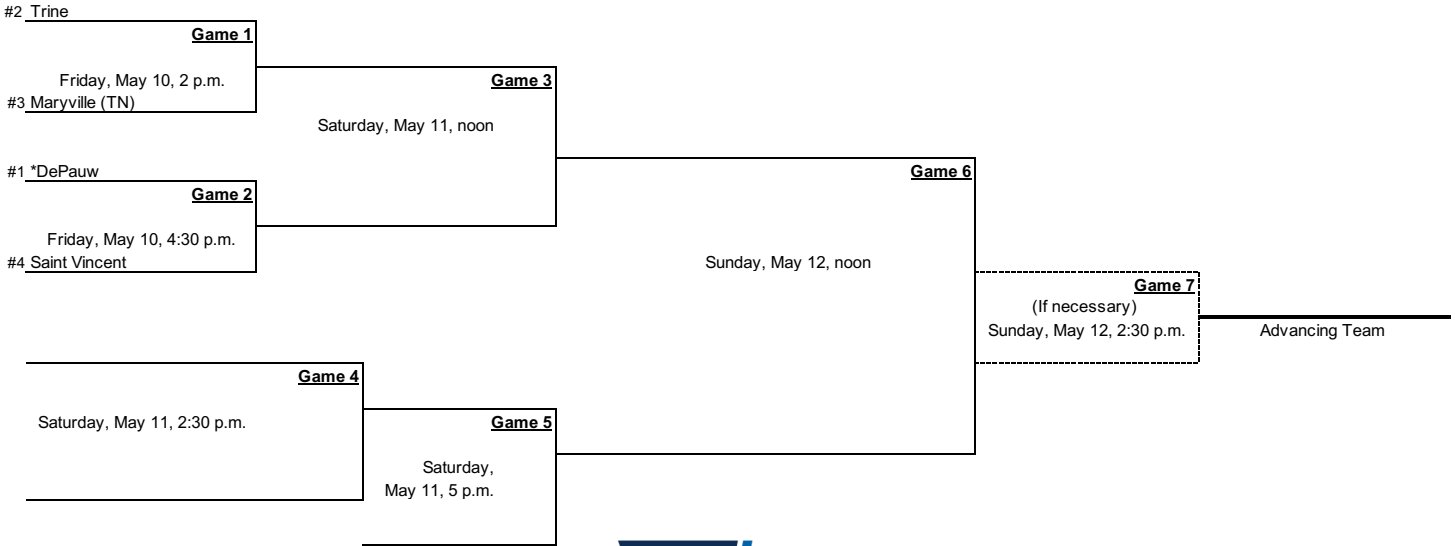 #2 Trine
Game 1
Friday, May 10, 2 p.m.
#3 Maryville (TN)
Game 3
Saturday, May 11, noon
#1 *DePauw
Game 2
Friday, May 10, 4:30 p.m.
#4 Saint Vincent
Game 6
Sunday, May 12, noon
Game 7
(If necessary)
Sunday, May 12, 2:30 p.m.
Advancing Team
Game 4
Saturday, May 11, 2:30 p.m.
Game 5
Saturday,
May 11, 5 p.m.